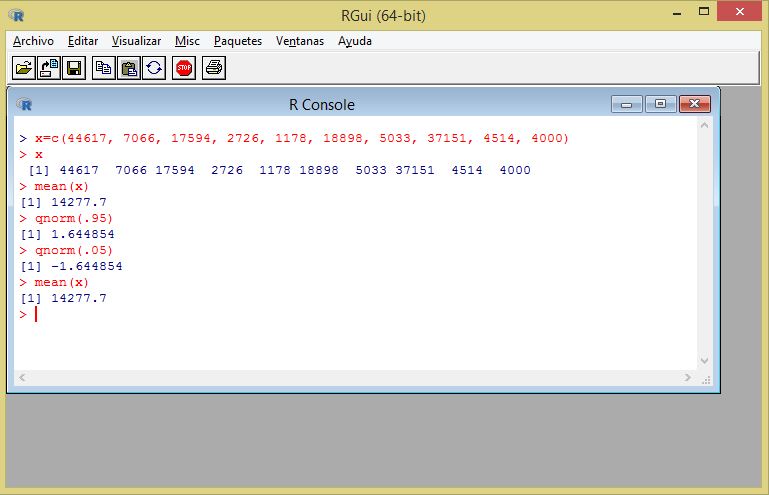 R RGui (64-bit)
Archivo Editar Visualizar Misc Paquetes Ventanas Ayuda
STOP
R R Console
> x=c(44617, 7066, 17594, 2726, 1178, 18898, 5033, 37151, 4514, 4000)
> x
[1] 44617 7066 17594 2726 1178 18898 5033 37151 4514 4000
> mean(x)
[1] 14277.7
> qnorm(.95)
[1] 1.644854
> qnorm(.05)
[1] -1.644854
> mean(x)
[1] 14277.7
>